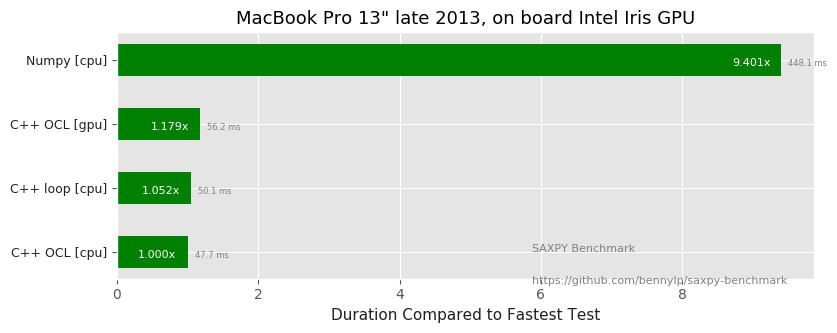 MacBook Pro 13" late 2013, on board Intel Iris GPU
Numpy [cpu]
9.401x
448.1 ms
C++ OCL [gpu]
1.179x
56.2 ms
C++ loop [cpu]
1.052x
50.1 ms
C++ OCL [cpu]
1.000x
47.7 ms
SAXPY Benchmark
https://github.com/bennylp/saxpy-benchmark
0 2 4 6 8
Duration Compared to Fastest Test